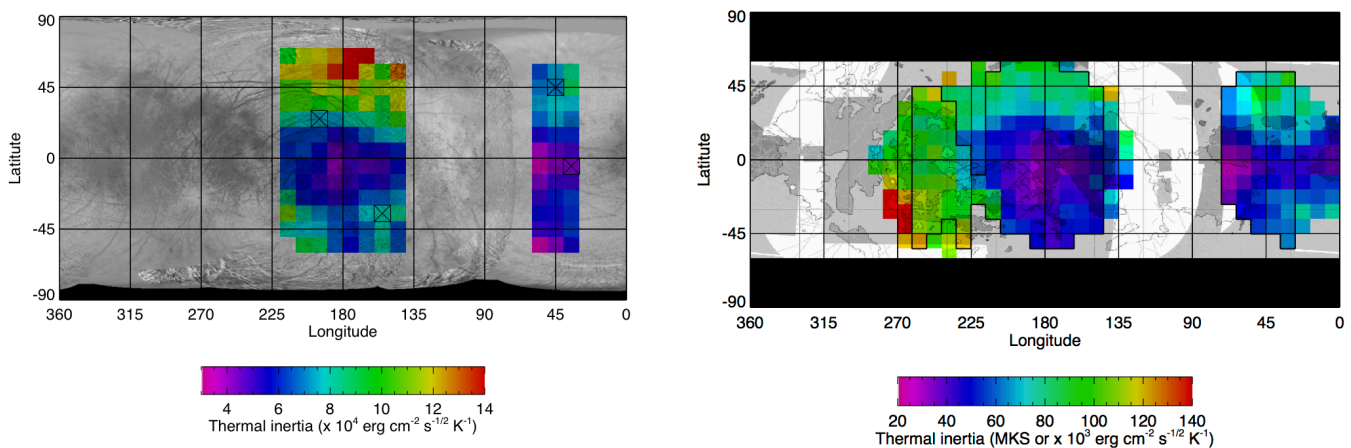 90
45
0
-45
-90
Latitute
360 315 270 225 180 135 90 45 0
Longitude
4 6 8 10 12 14
Thermal inertia (x 10⁴ erg cm⁻² s⁻¹/² K⁻¹)
90
45
0
-45
-90
Latitute
360 315 270 225 180 135 90 45 0
Longitude
20 40 60 80 100 120 140
Thermal inertia (MKS or x 10³ erg cm⁻² s⁻¹/² K⁻¹)